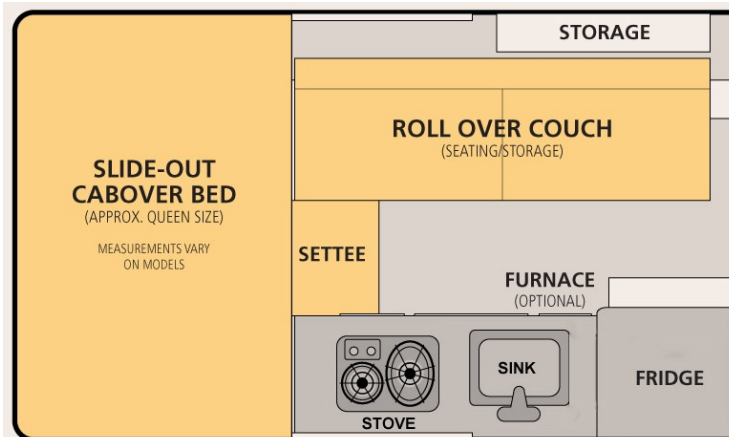 STORAGE
ROLL OVER COUCH
(SEATING/STORAGE)
SLIDE-OUT
CABOVER BED
(APPROX. QUEEN SIZE)
MEASUREMENTS VARY
ON MODELS
SETTEE
FURNACE
(OPTIONAL)
SINK
FRIDGE
STOVE